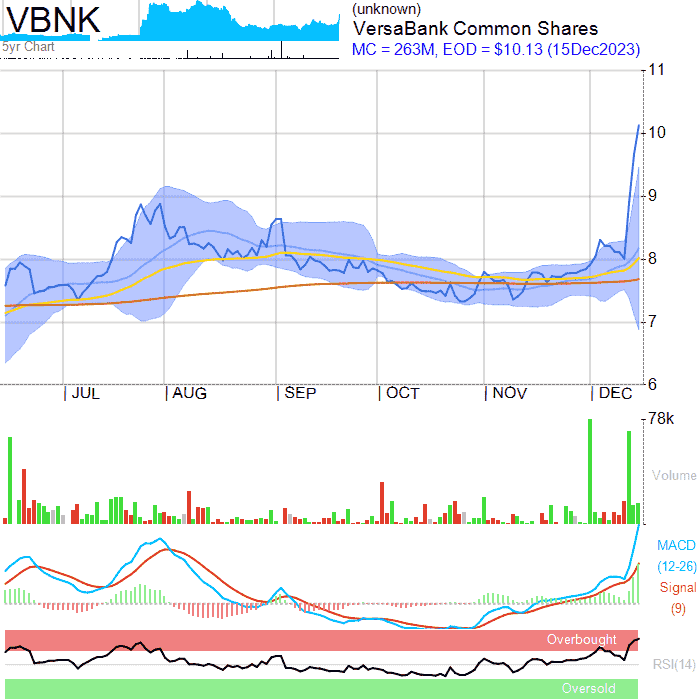 VBNK
5yr Chart
(unknown)
VersaBank Common Shares
MC = 263M, EOD = $10.13 (15Dec2023)
11
10
9
8
7
6
JUL AUG SEP OCT NOV DEC
78k
Volume
MACD
(12-26)
Signal
(9)
Overbought
RSI(14)
Oversold